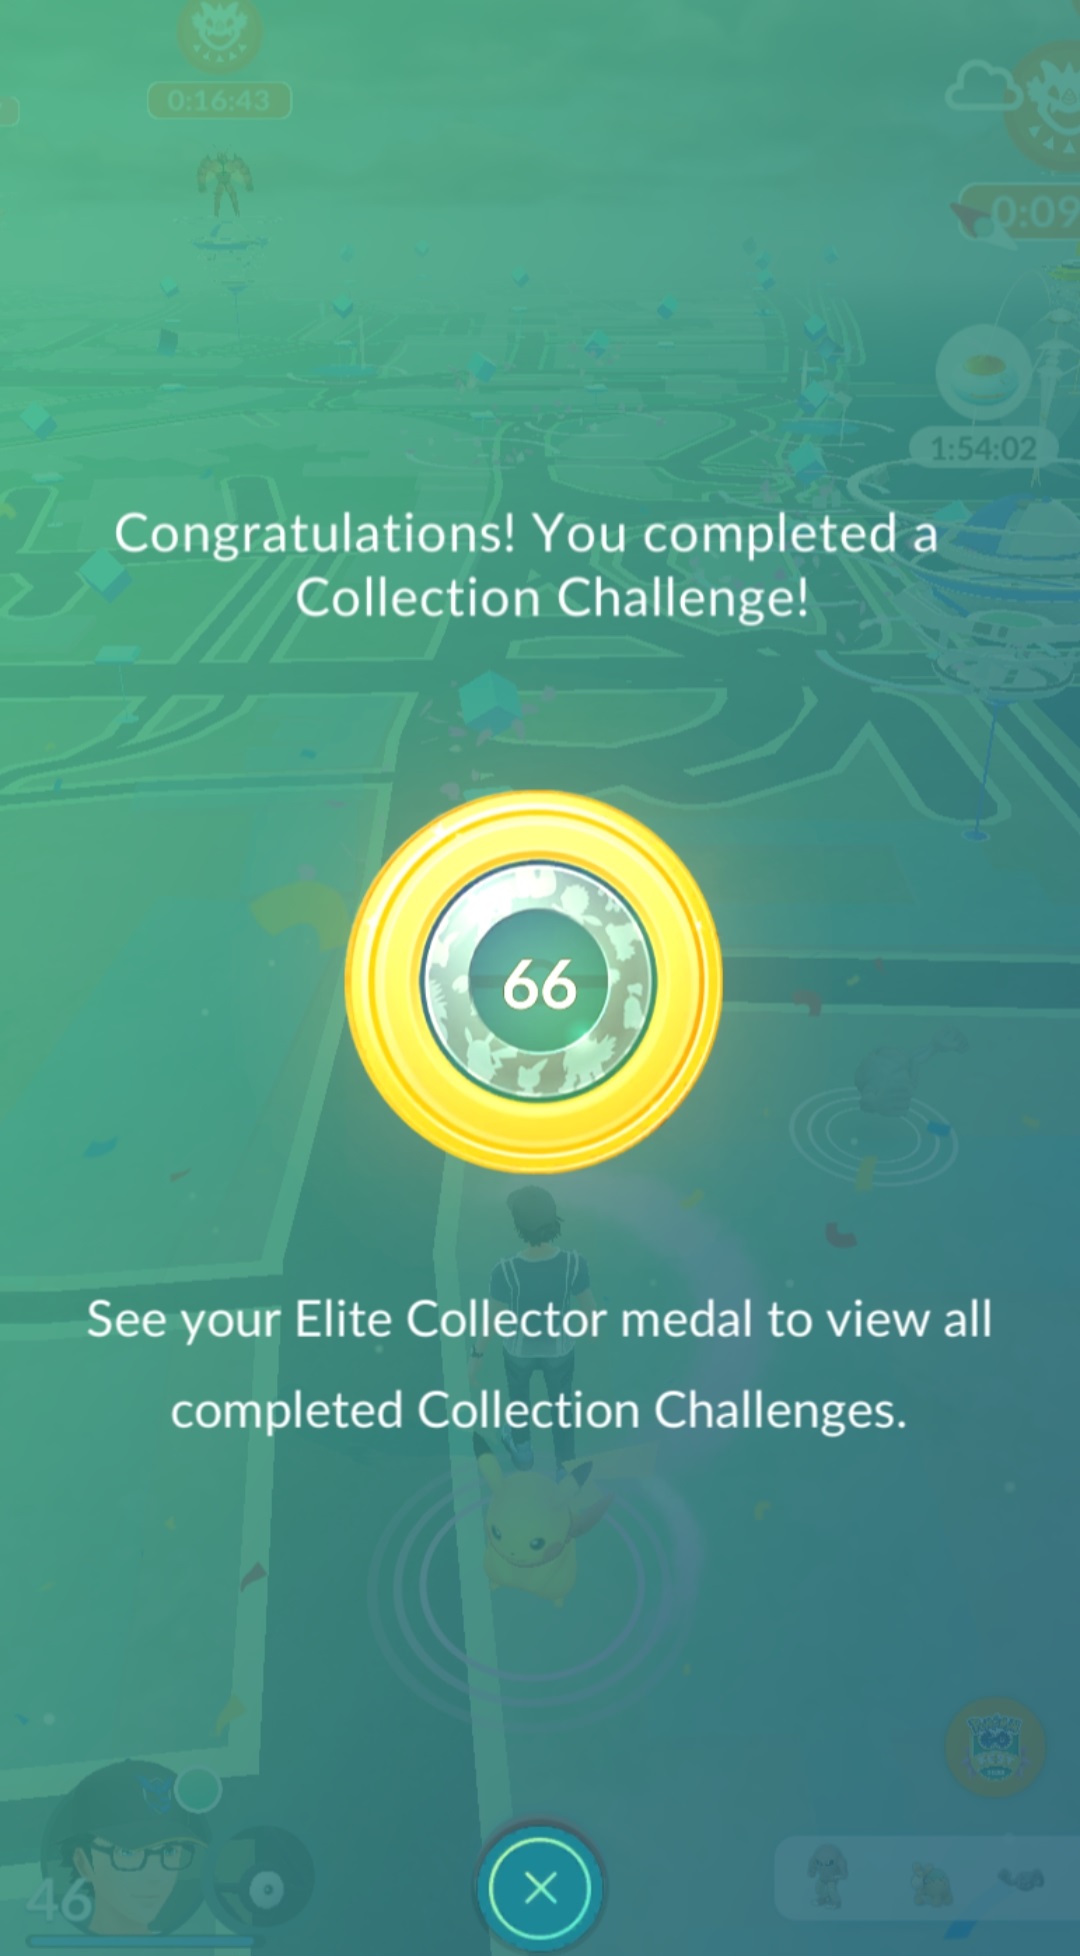 0:16:43
0:09
1:54:02
Congratulations! You completed a
Collection Challenge!
66
See your Elite Collector medal to view all
completed Collection Challenges.
46